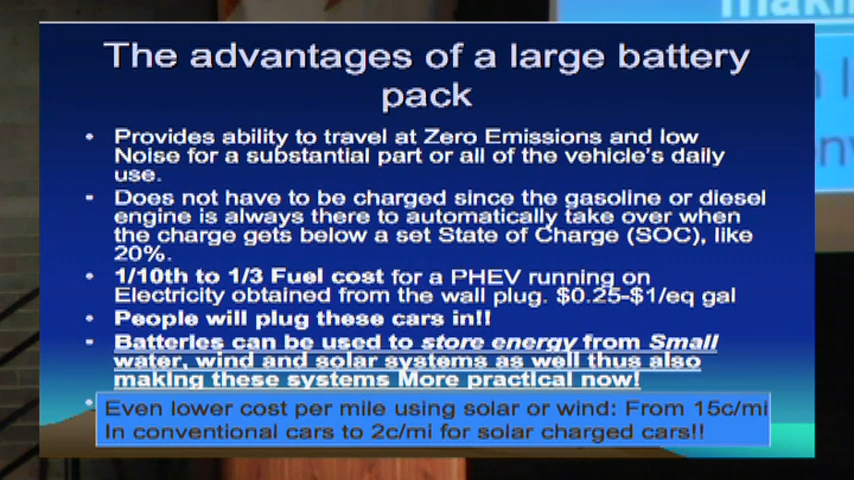 The advantages of a large battery
pack
• Provides ability to travel at Zero Emissions and low
Noise for a substantial part or all of the vehicle's daily
use.
• Does not have to be charged since the gasoline or diesel
engine is always there to automatically take over when
the charge gets below a set State of Charge (SOC), like
20%.
• 1/10th to 1/3 Fuel cost for a PHEV running on
Electricity obtained from the wall plug. $0.25-$1/eq gal
• People will plug these cars in!!
• Batteries can be used to store energy from Small
water, wind and solar systems as well thus also
making these systems More practical now!
• Even lower cost per mile using solar or wind: From 15c/mi
In conventional cars to 2c/mi for solar charged cars!!